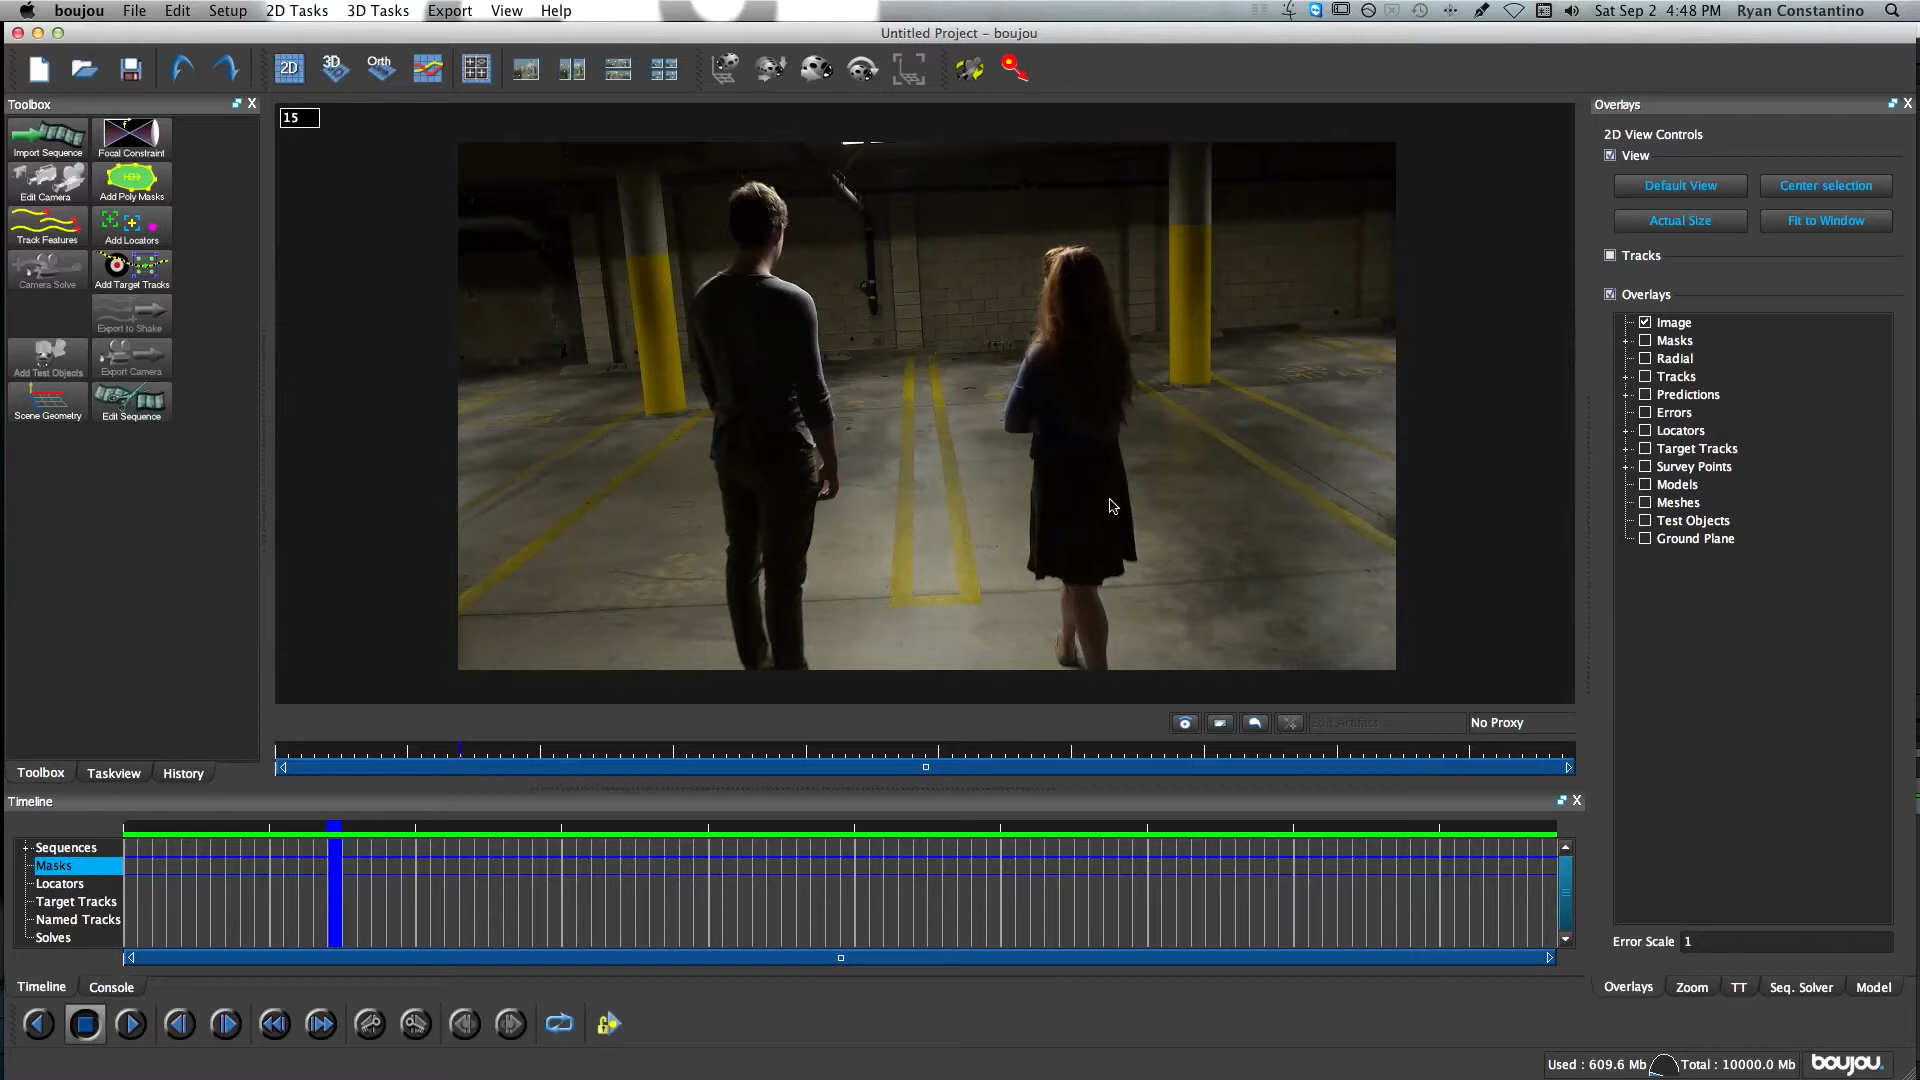 boujou File Edit Setup 2D Tasks 3D Tasks Export View Help Sat Sep 2 4:48 PM Ryan Constantino
Untitled Project - boujou
2D 3D Orth
Toolbox X
Overlays X
15
Import Sequence Focal Constraint
Edit Camera Add Poly Masks
Track Features Add Locators
Camera Solve Add Target Tracks
Export to Shake
Add Test Objects Export Camera
Scene Geometry Edit Sequence
2D View Controls
View
Default View Center selection
Actual Size Fit to Window
Tracks
Overlays
Image
Masks
Radial
Tracks
Predictions
Errors
Locators
Target Tracks
Survey Points
Models
Meshes
Test Objects
Ground Plane
Edit Artifact No Proxy
Toolbox Taskview History
Timeline X
Sequences
Masks
Locators
Target Tracks
Named Tracks
Solves
Error Scale 1
Timeline Console
Overlays Zoom TT Seq. Solver Model
Used : 609.6 Mb Total : 10000.0 Mb boujou.